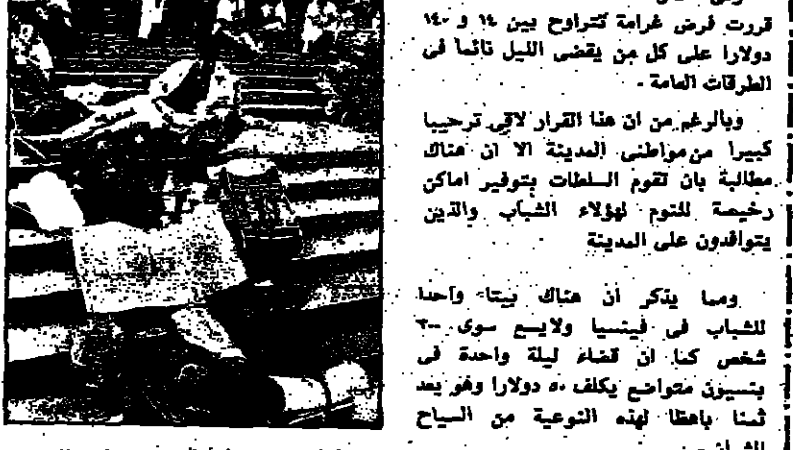 قررت فرض غرامة تتراوح بين ١٤ و ١٤٠
دولارا على كل من يقضى الليل نائما فى
الطرقات العامة .
وبالرغم من ان هذا القرار لاقى ترحيبا
كبيرا من مواطنى المدينة الا ان هناك
مطالبة بان تقوم السلطات بتوفير اماكن
رخيصة للنوم لهؤلاء الشباب والذين
يتوافدون على المدينة
ومما يذكر ان هناك بيتا واحدا
للشباب فى فينسيا ولايسع سوى ٣٠٠
شخص كما ان قضاء ليلة واحدة فى
بنسيون متواضع يكلف ٥٠ دولارا وهو يعد
ثمنا باهظا لهذه النوعية من السياح